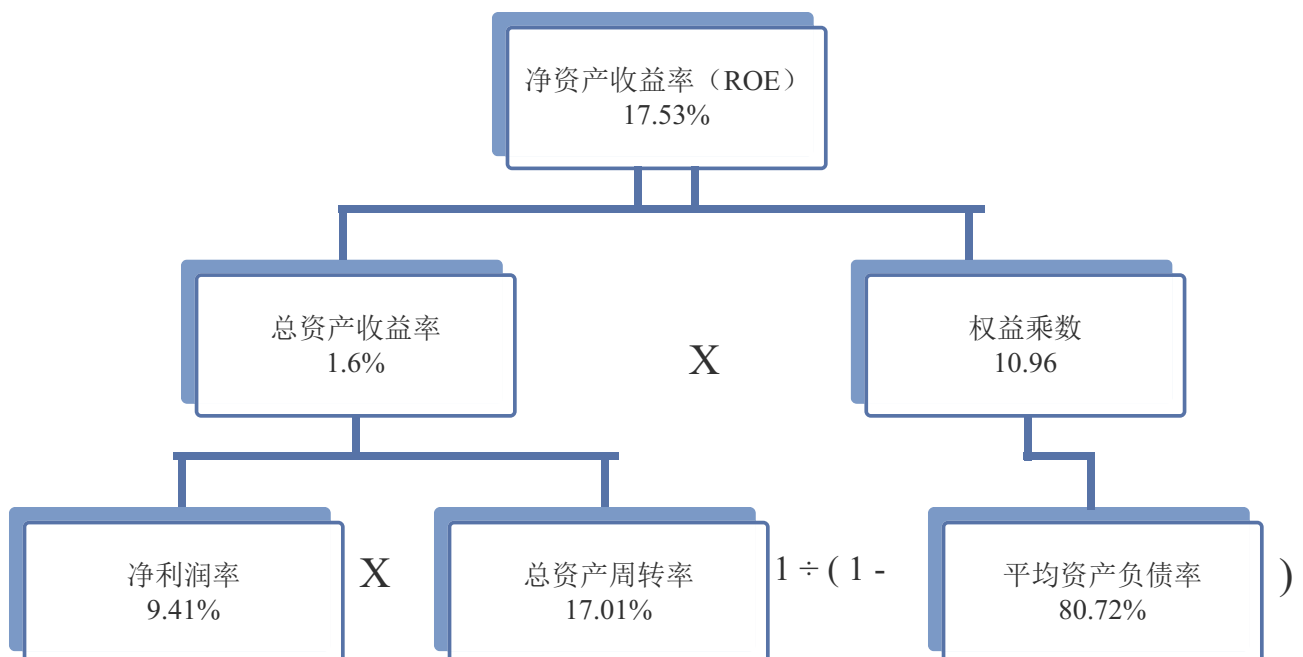 净资产收益率（ROE）
17.53%
总资产收益率
1.6%
X
权益乘数
10.96
净利润率
9.41%
X
总资产周转率
17.01%
1 ÷ ( 1 -
平均资产负债率
80.72%
)